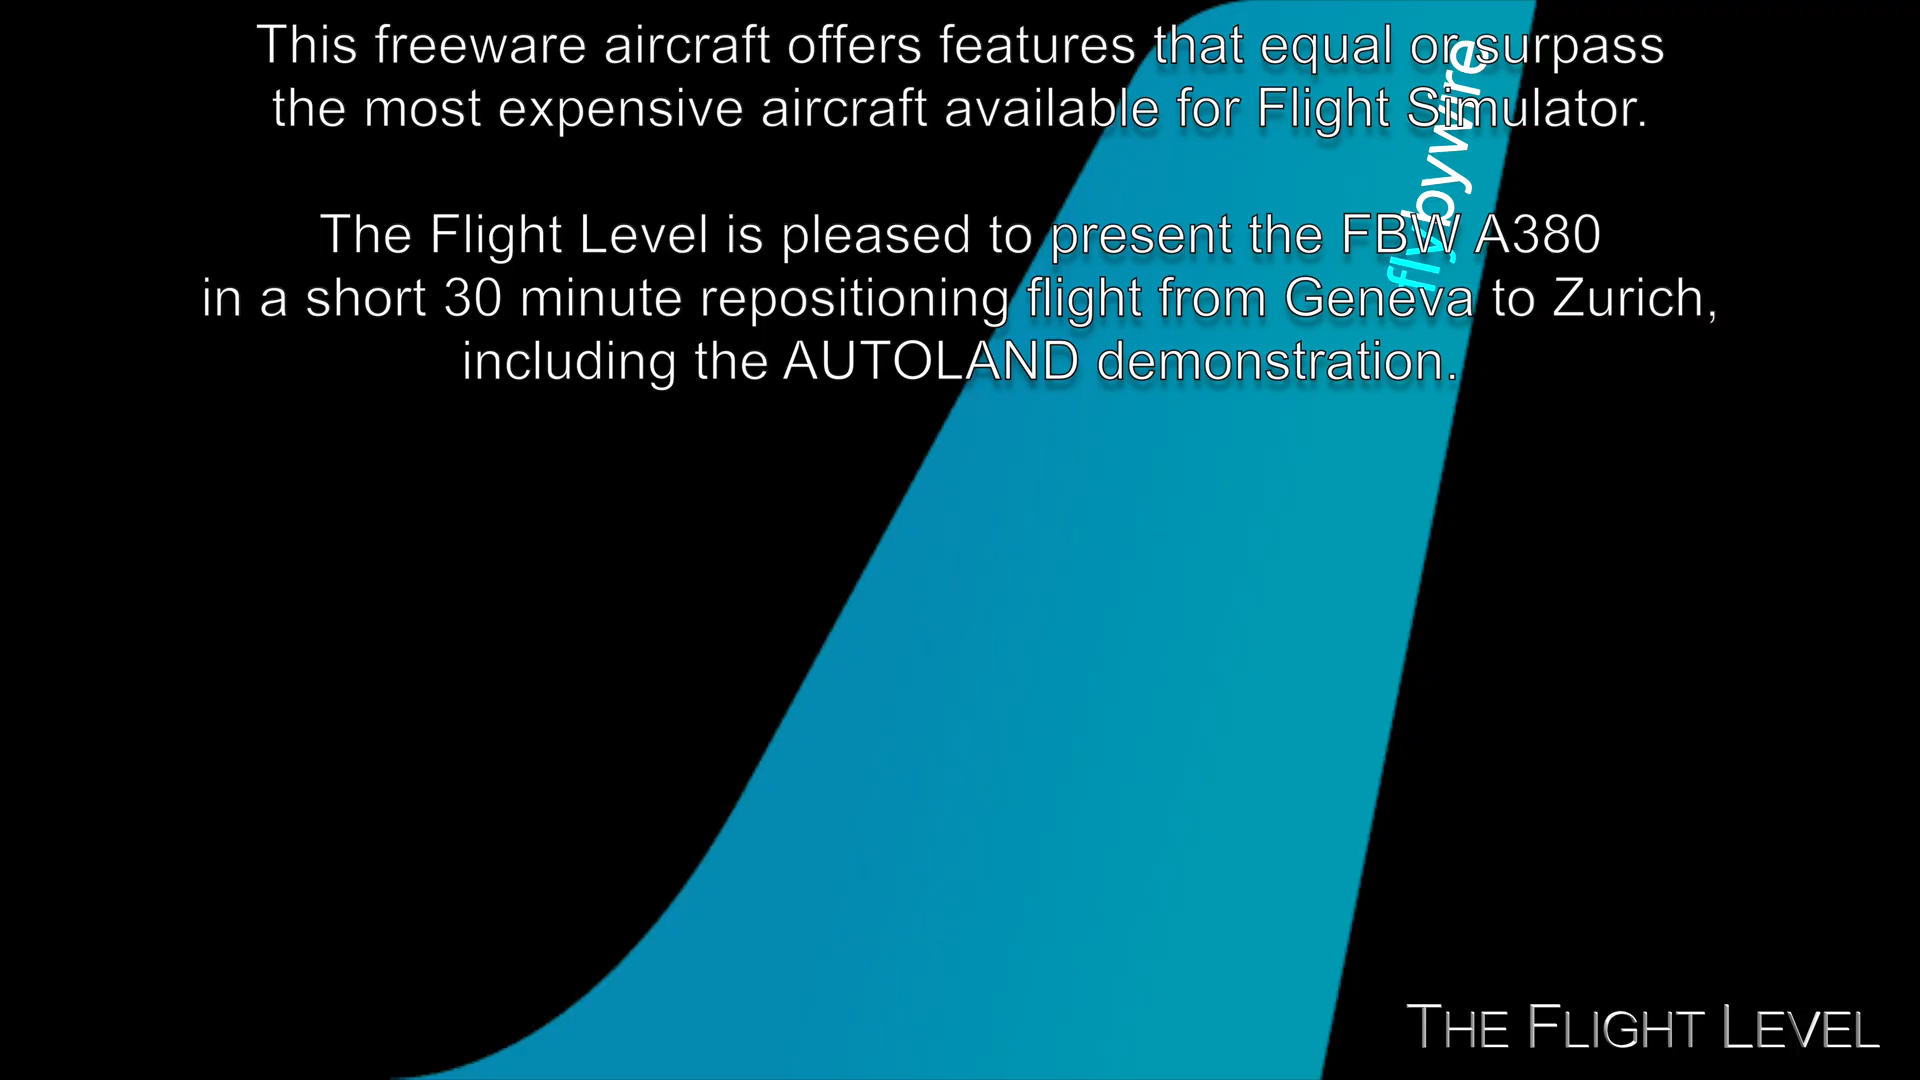 This freeware aircraft offers features that equal or surpass
the most expensive aircraft available for Flight Simulator.
The Flight Level is pleased to present the FBW A380
in a short 30 minute repositioning flight from Geneva to Zurich,
including the AUTOLAND demonstration.
flybywire
THE FLIGHT LEVEL